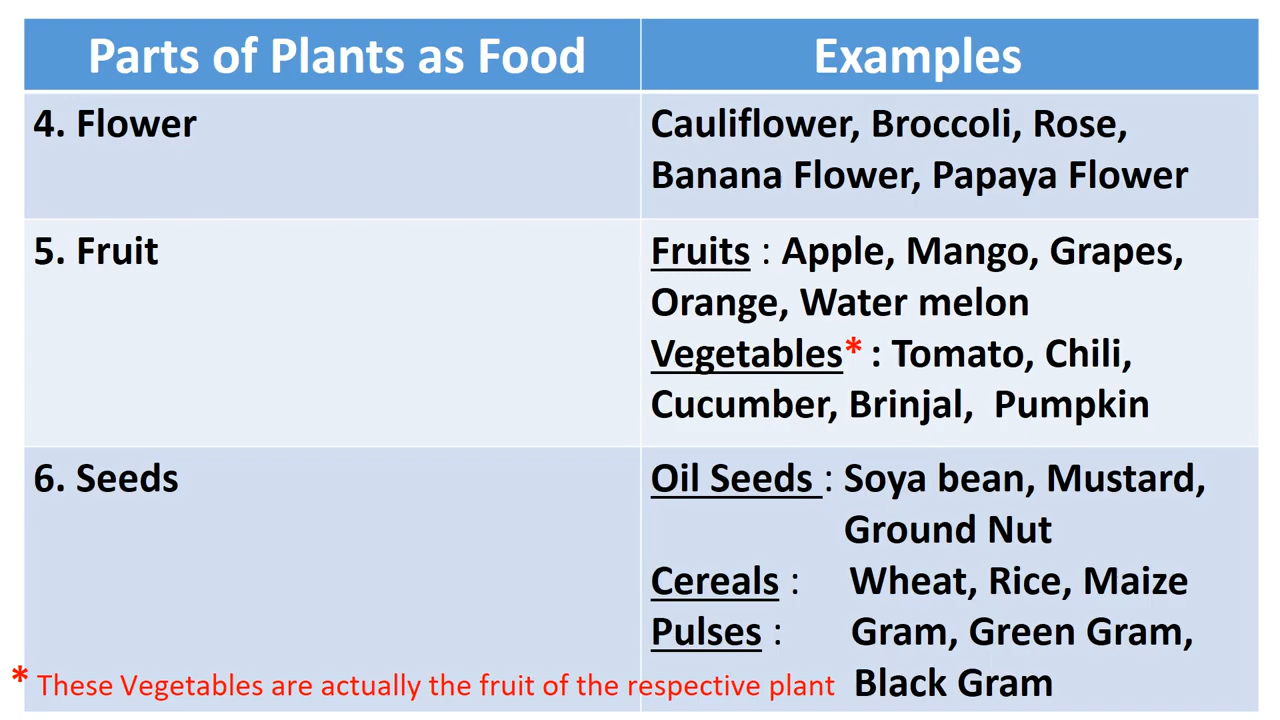 Parts of Plants as Food Examples
4. Flower Cauliflower, Broccoli, Rose,
Banana Flower, Papaya Flower
5. Fruit Fruits : Apple, Mango, Grapes,
Orange, Water melon
Vegetables* : Tomato, Chili,
Cucumber, Brinjal, Pumpkin
6. Seeds Oil Seeds : Soya bean, Mustard,
Ground Nut
Cereals : Wheat, Rice, Maize
Pulses : Gram, Green Gram,
Black Gram
* These Vegetables are actually the fruit of the respective plant